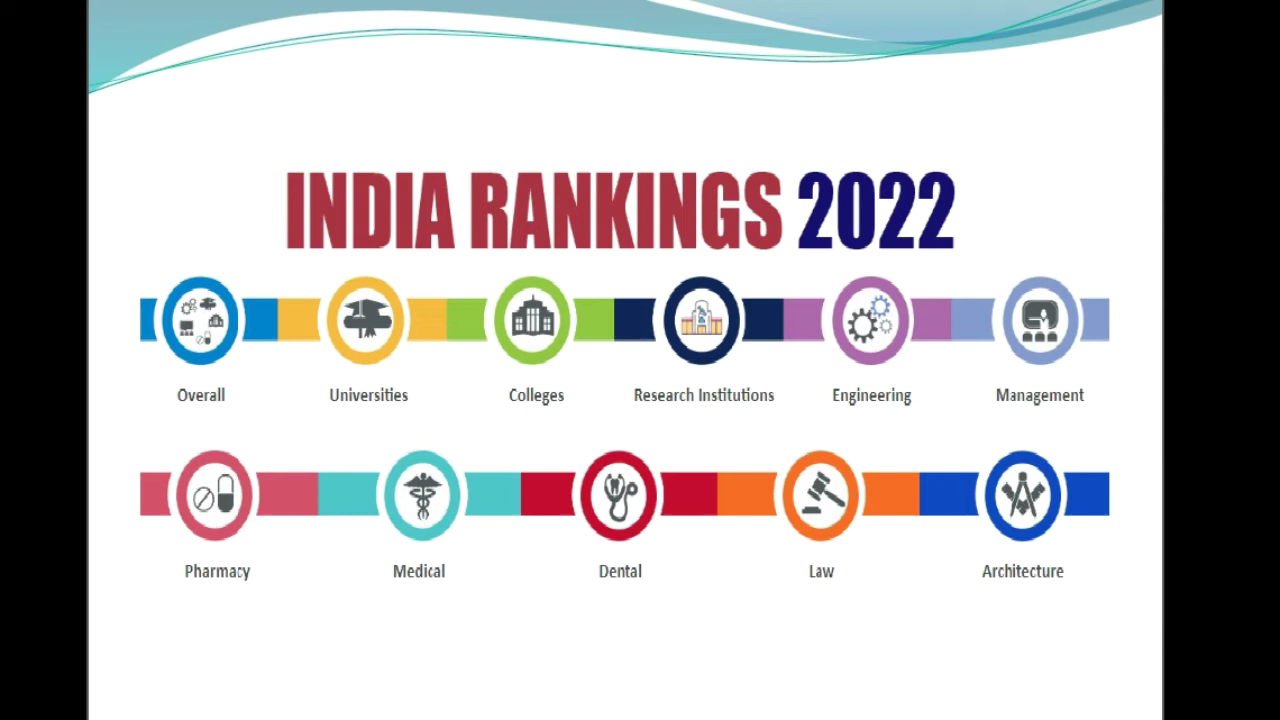 INDIA RANKINGS 2022
Overall Universities Colleges Research Institutions Engineering Management
Pharmacy Medical Dental Law Architecture